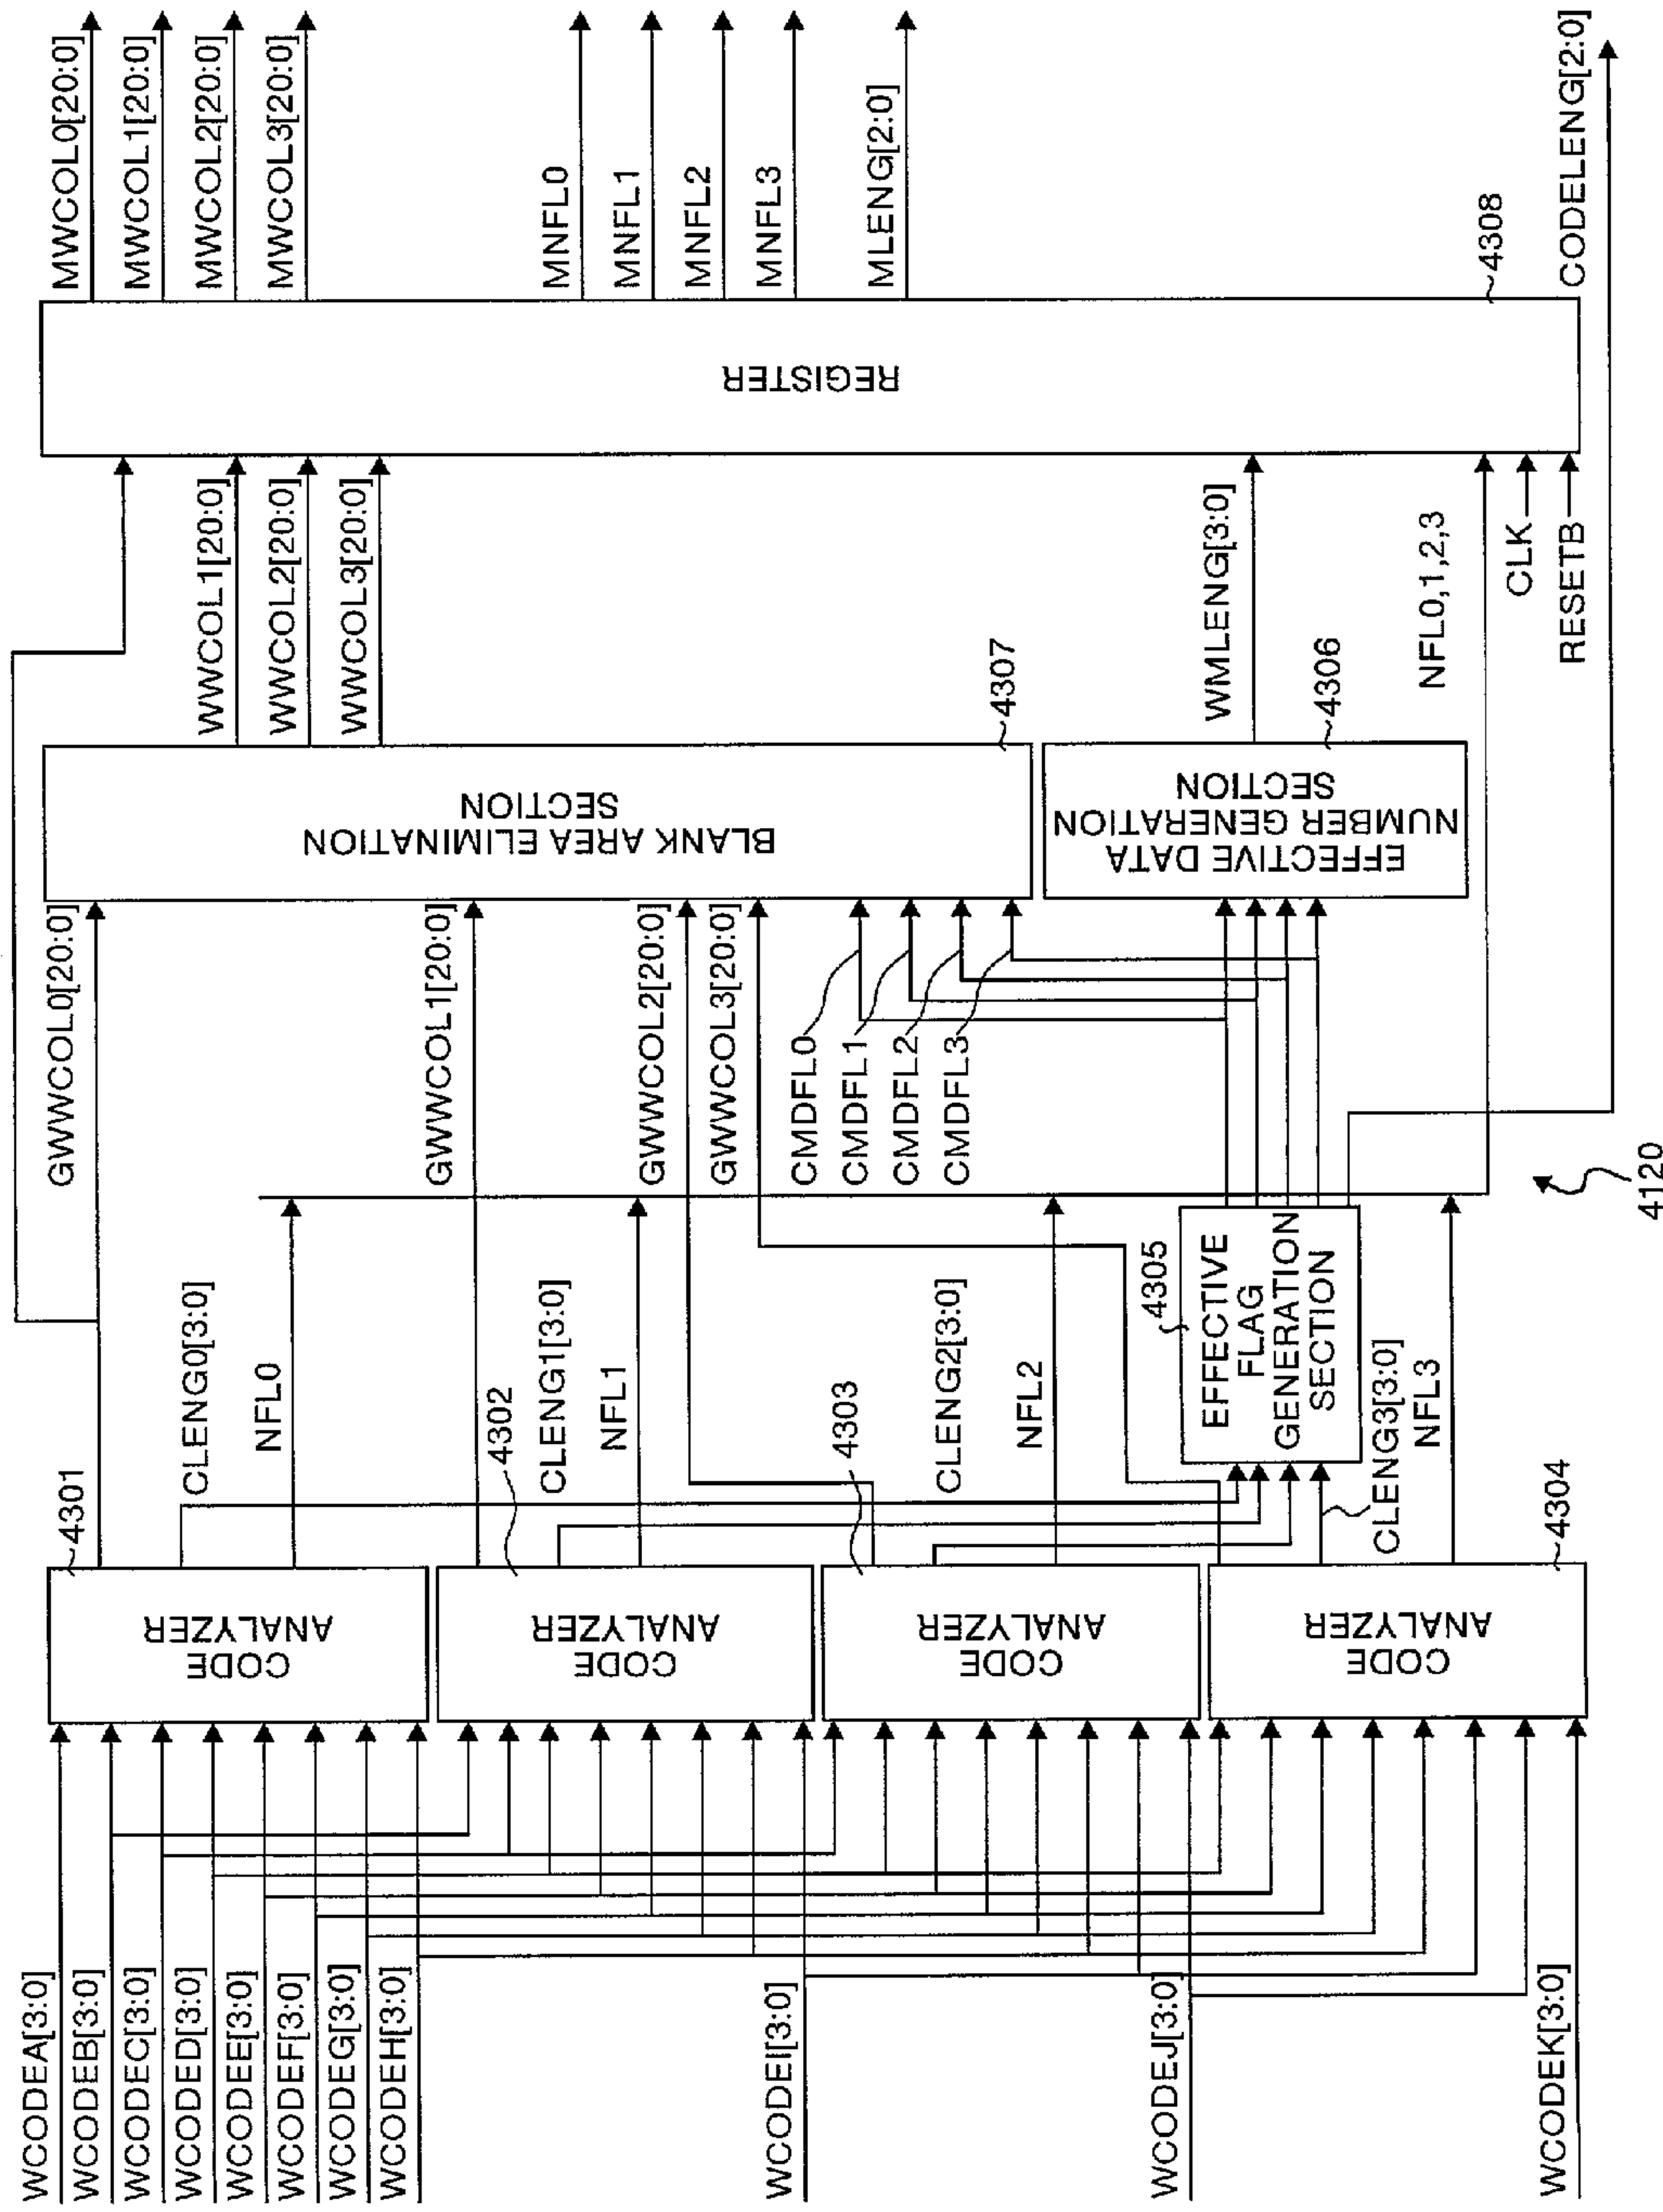 WCODEA[3:0]
WCODEB[3:0]
WCODEC[3:0]
WCODED[3:0]
WCODEE[3:0]
WCODEF[3:0]
WCODEG[3:0]
WCODEH[3:0]
WCODEI[3:0]
WCODEJ[3:0]
WCODEK[3:0]
4301
CODE
ANALYZER
4302
CODE
ANALYZER
4303
CODE
ANALYZER
4304
CODE
ANALYZER
GWWCOL0[20:0]
CLENG0[3:0]
NFL0
GWWCOL1[20:0]
CLENG1[3:0]
NFL1
GWWCOL2[20:0]
GWWCOL3[20:0]
CLENG2[3:0]
NFL2
CLENG3[3:0]
NFL3
4305
EFFECTIVE
FLAG
GENERATION
SECTION
CMDFL0
CMDFL1
CMDFL2
CMDFL3
BLANK AREA ELIMINATION
SECTION
4307
EFFECTIVE DATA
NUMBER GENERATION
SECTION
4306
WWCOL1[20:0]
WWCOL2[20:0]
WWCOL3[20:0]
WMLENG[3:0]
NFL0,1,2,3
CLK
RESETB
REGISTER
4308
MWCOL0[20:0]
MWCOL1[20:0]
MWCOL2[20:0]
MWCOL3[20:0]
MNFL0
MNFL1
MNFL2
MNFL3
MLENG[2:0]
CODELENG[2:0]
4120